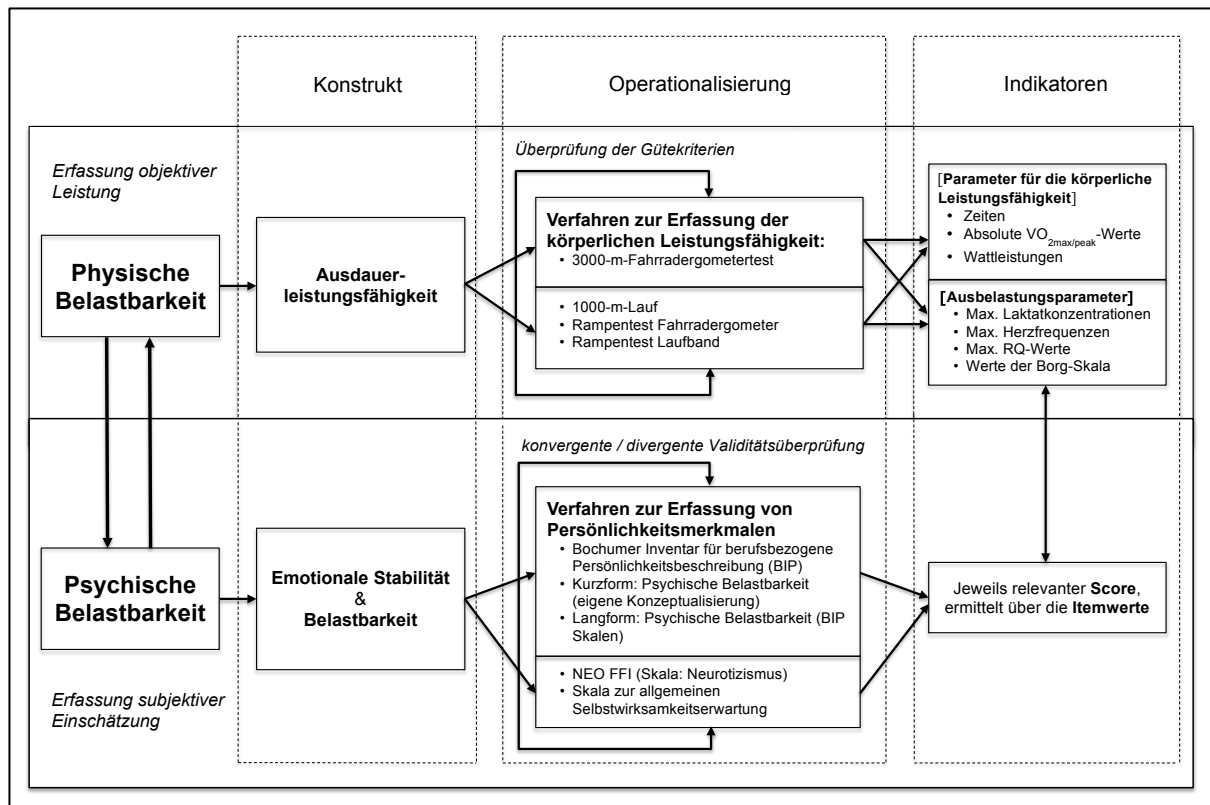 Konstrukt
Operationalisierung
Indikatoren
Erfassung objektiver
Leistung
Physische
Belastbarkeit
Ausdauer-
leistungsfähigkeit
Überprüfung der Gütekriterien
Verfahren zur Erfassung der
körperlichen Leistungsfähigkeit:
• 3000-m-Fahrradergometertest
• 1000-m-Lauf
• Rampentest Fahrradergometer
• Rampentest Laufband
[Parameter für die körperliche
Leistungsfähigkeit]
• Zeiten
• Absolute VO2max/peak-Werte
• Wattleistungen
[Ausbelastungsparameter]
• Max. Laktatkonzentrationen
• Max. Herzfrequenzen
• Max. RQ-Werte
• Werte der Borg-Skala
Psychische
Belastbarkeit
Erfassung subjektiver
Einschätzung
Emotionale Stabilität
&
Belastbarkeit
konvergente / divergente Validitätsüberprüfung
Verfahren zur Erfassung von
Persönlichkeitsmerkmalen
• Bochumer Inventar für berufsbezogene
Persönlichkeitsbeschreibung (BIP)
• Kurzform: Psychische Belastbarkeit
(eigene Konzeptualisierung)
• Langform: Psychische Belastbarkeit (BIP
Skalen)
• NEO FFI (Skala: Neurotizismus)
• Skala zur allgemeinen
Selbstwirksamkeitserwartung
Jeweils relevanter Score,
ermittelt über die Itemwerte